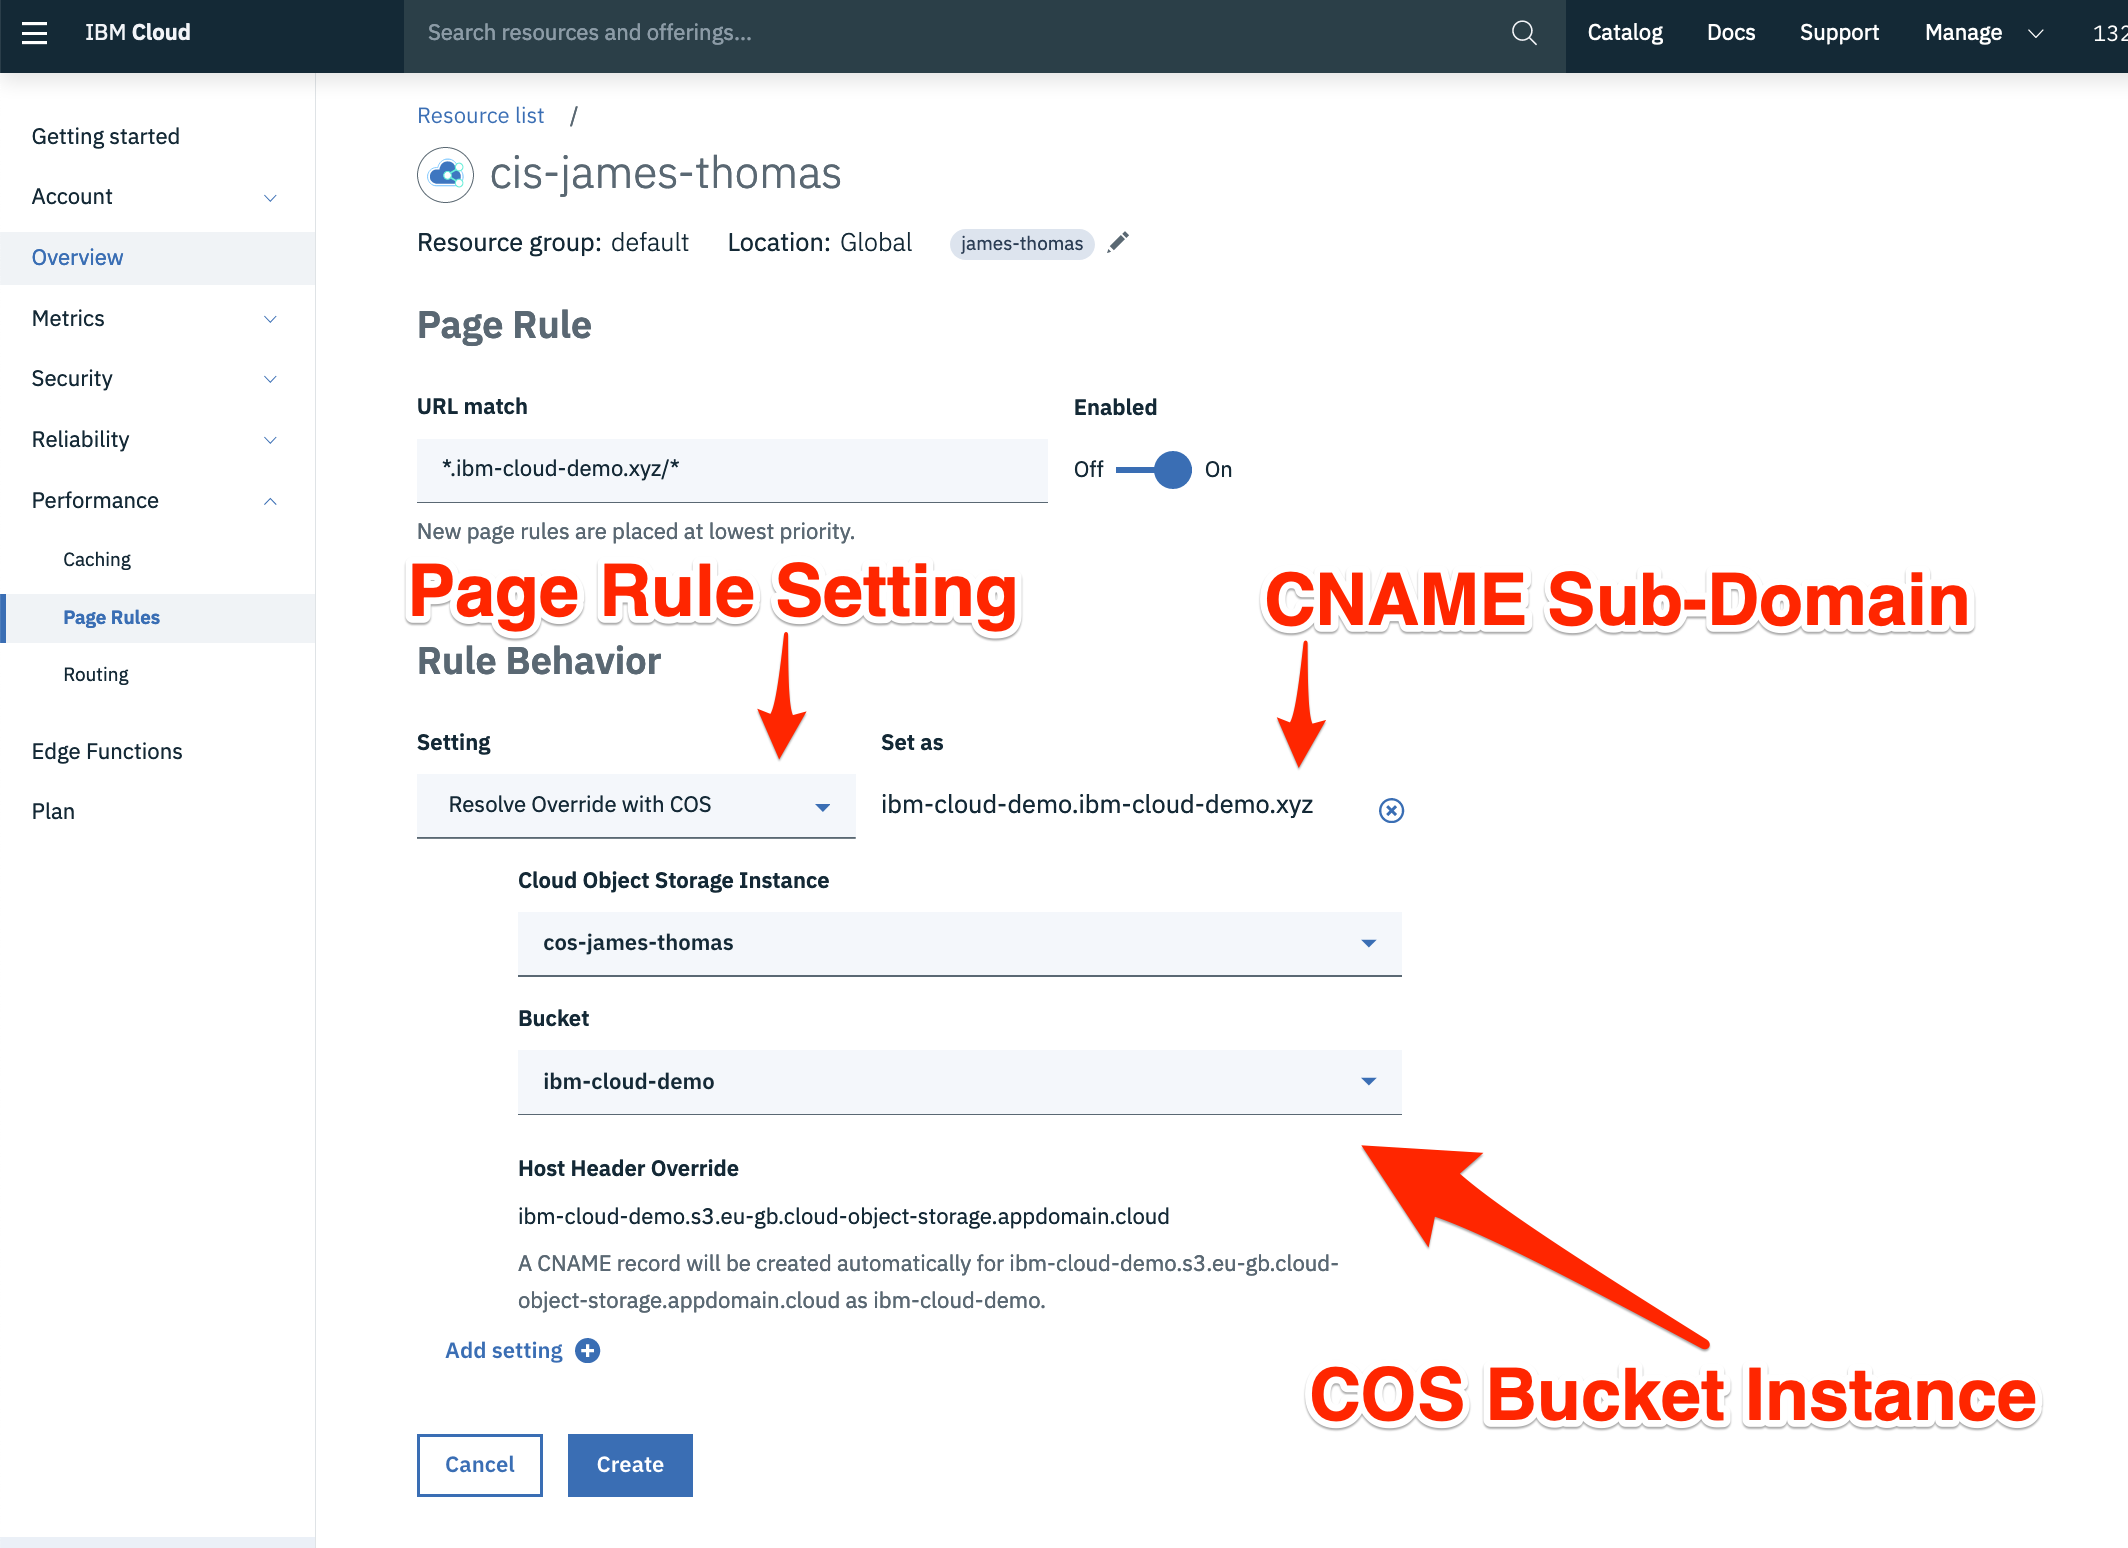 IBM Cloud
Search resources and offerings...
Catalog
Docs
Support
Manage
132
Getting started
Account
Overview
Metrics
Security
Reliability
Performance
Caching
Page Rules
Routing
Edge Functions
Plan
Resource list /
cis-james-thomas
Resource group: default Location: Global james-thomas
Page Rule
URL match
Enabled
*.ibm-cloud-demo.xyz/*
Off On
New page rules are placed at lowest priority.
Page Rule Setting
CNAME Sub-Domain
Rule Behavior
Setting
Set as
Resolve Override with COS
ibm-cloud-demo.ibm-cloud-demo.xyz
Cloud Object Storage Instance
cos-james-thomas
Bucket
ibm-cloud-demo
Host Header Override
ibm-cloud-demo.s3.eu-gb.cloud-object-storage.appdomain.cloud
A CNAME record will be created automatically for ibm-cloud-demo.s3.eu-gb.cloud-
object-storage.appdomain.cloud as ibm-cloud-demo.
Add setting
COS Bucket Instance
Cancel
Create